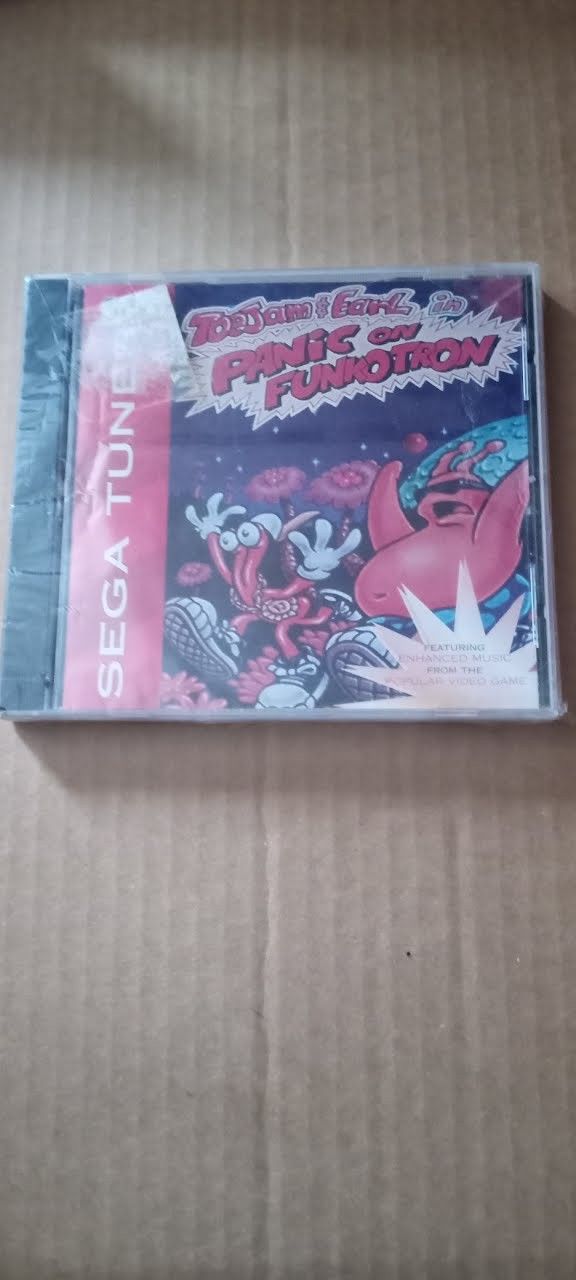 ToeJam & Earl in
PANIC ON
FUNKOTRON
SEGA TUNE
FEATURING
ENHANCED MUSIC
FROM THE
POPULAR VIDEO GAME